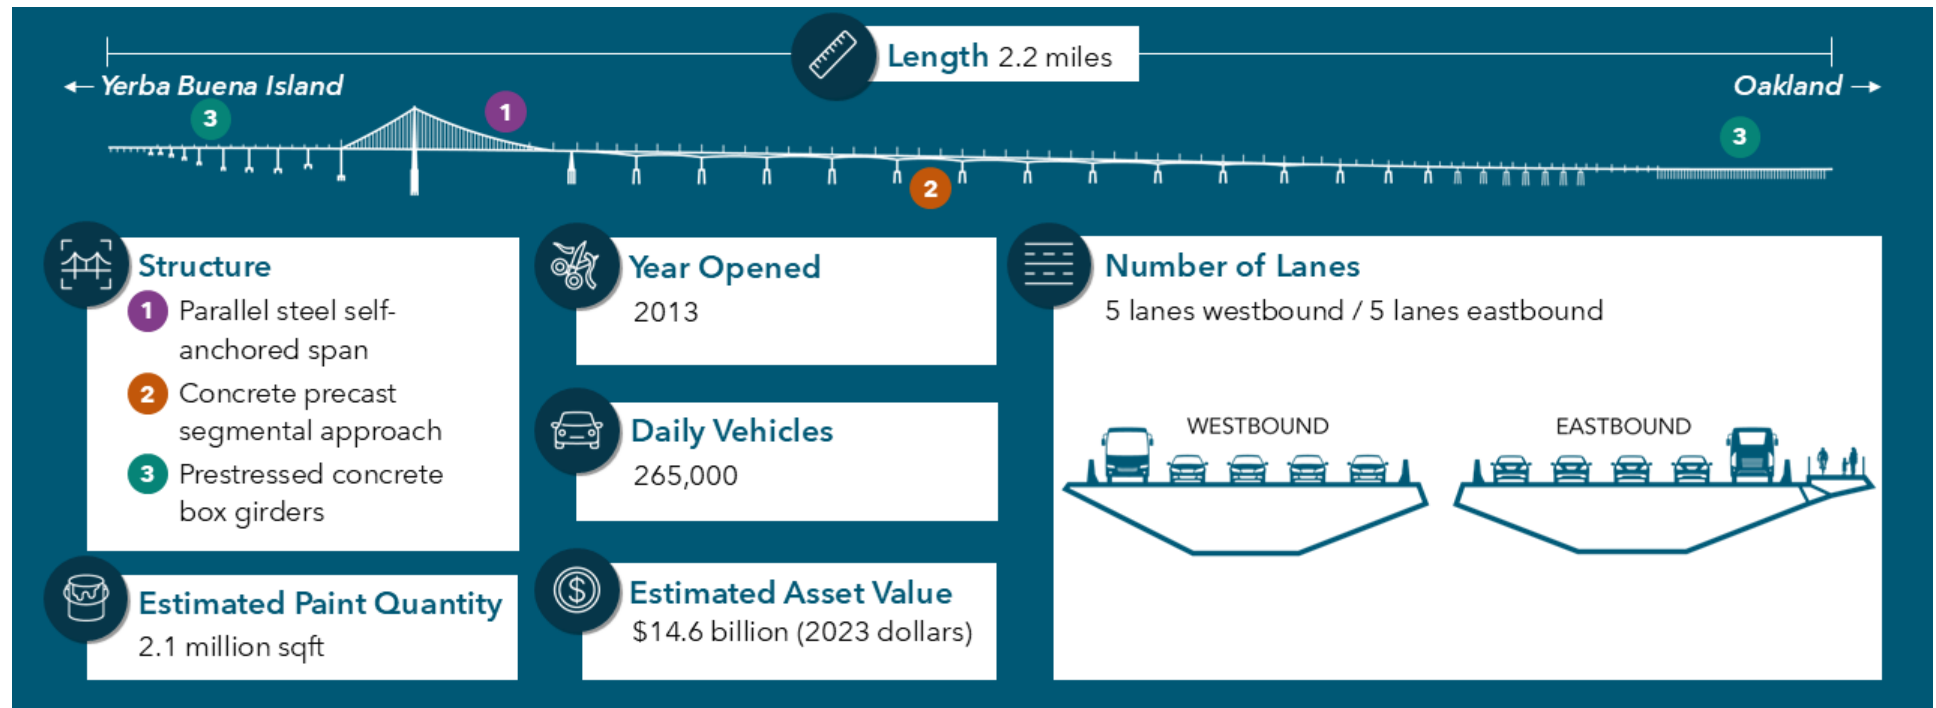 Length 2.2 miles
← Yerba Buena Island
Oakland →
3
1
3
2
Structure
1 Parallel steel self-
anchored span
2 Concrete precast
segmental approach
3 Prestressed concrete
box girders
Estimated Paint Quantity
2.1 million sqft
Year Opened
2013
Daily Vehicles
265,000
$
Estimated Asset Value
$14.6 billion (2023 dollars)
Number of Lanes
5 lanes westbound / 5 lanes eastbound
WESTBOUND
EASTBOUND